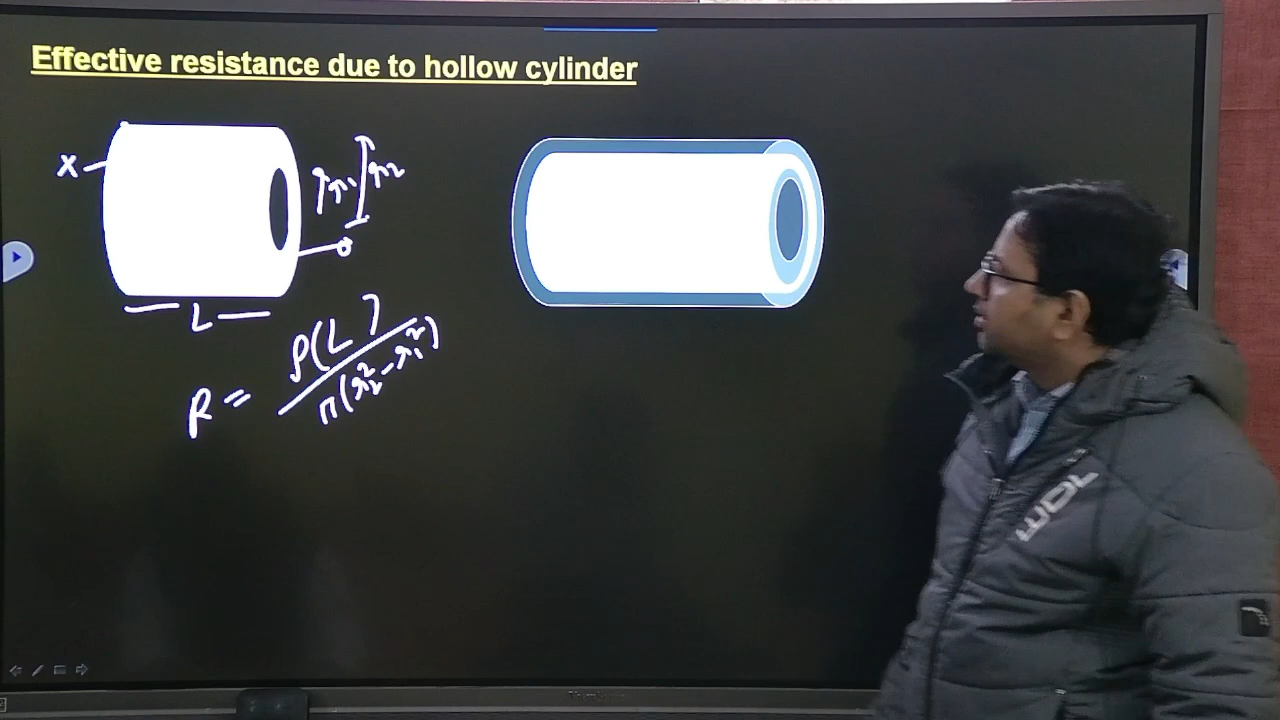 Effective resistance due to hollow cylinder
X
r₁ r₂
L
R = ρ(L)/π(r₂² - r₁²)